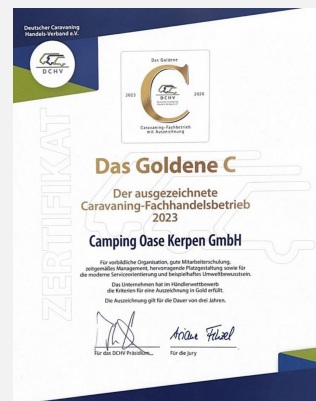 Deutscher Caravaning
Handels-Verband e.V.
DCHV
Das Goldene
2023 2026
C
DCHV
Caravaning-Fachbetrieb
mit Auszeichnung
ZERTIFIKAT
Das Goldene C
Der ausgezeichnete
Caravaning-Fachhandelsbetrieb
2023
Camping Oase Kerpen GmbH
Für vorbildliche Organisation, gute Mitarbeiterschulung,
zeitgemäßes Management, hervorragende Platzgestaltung sowie für
die moderne Serviceorientierung und beispielhaftes Umweltbewusstsein.
Das Unternehmen hat im Händlerwettbewerb
die Kriterien für eine Auszeichnung in Gold erfüllt.
Die Auszeichnung gilt für die Dauer von drei Jahren.
Für das DCHV Präsidium Für die Jury